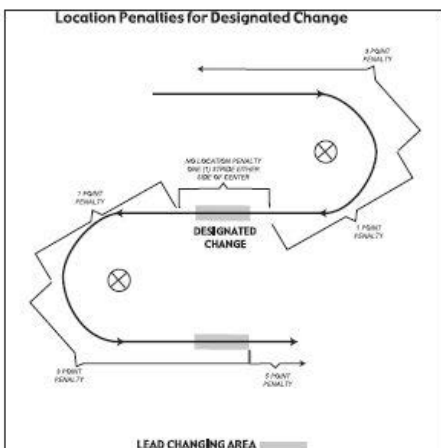 Location Penalties for Designated Change
3 POINT
PENALTY
NO LOCATION PENALTY
ONE (1) STRIDE EITHER
SIDE OF CENTER
1 POINT
PENALTY
DESIGNATED
CHANGE
1 POINT
PENALTY
3 POINT
PENALTY
5 POINT
PENALTY
LEAD CHANGING AREA